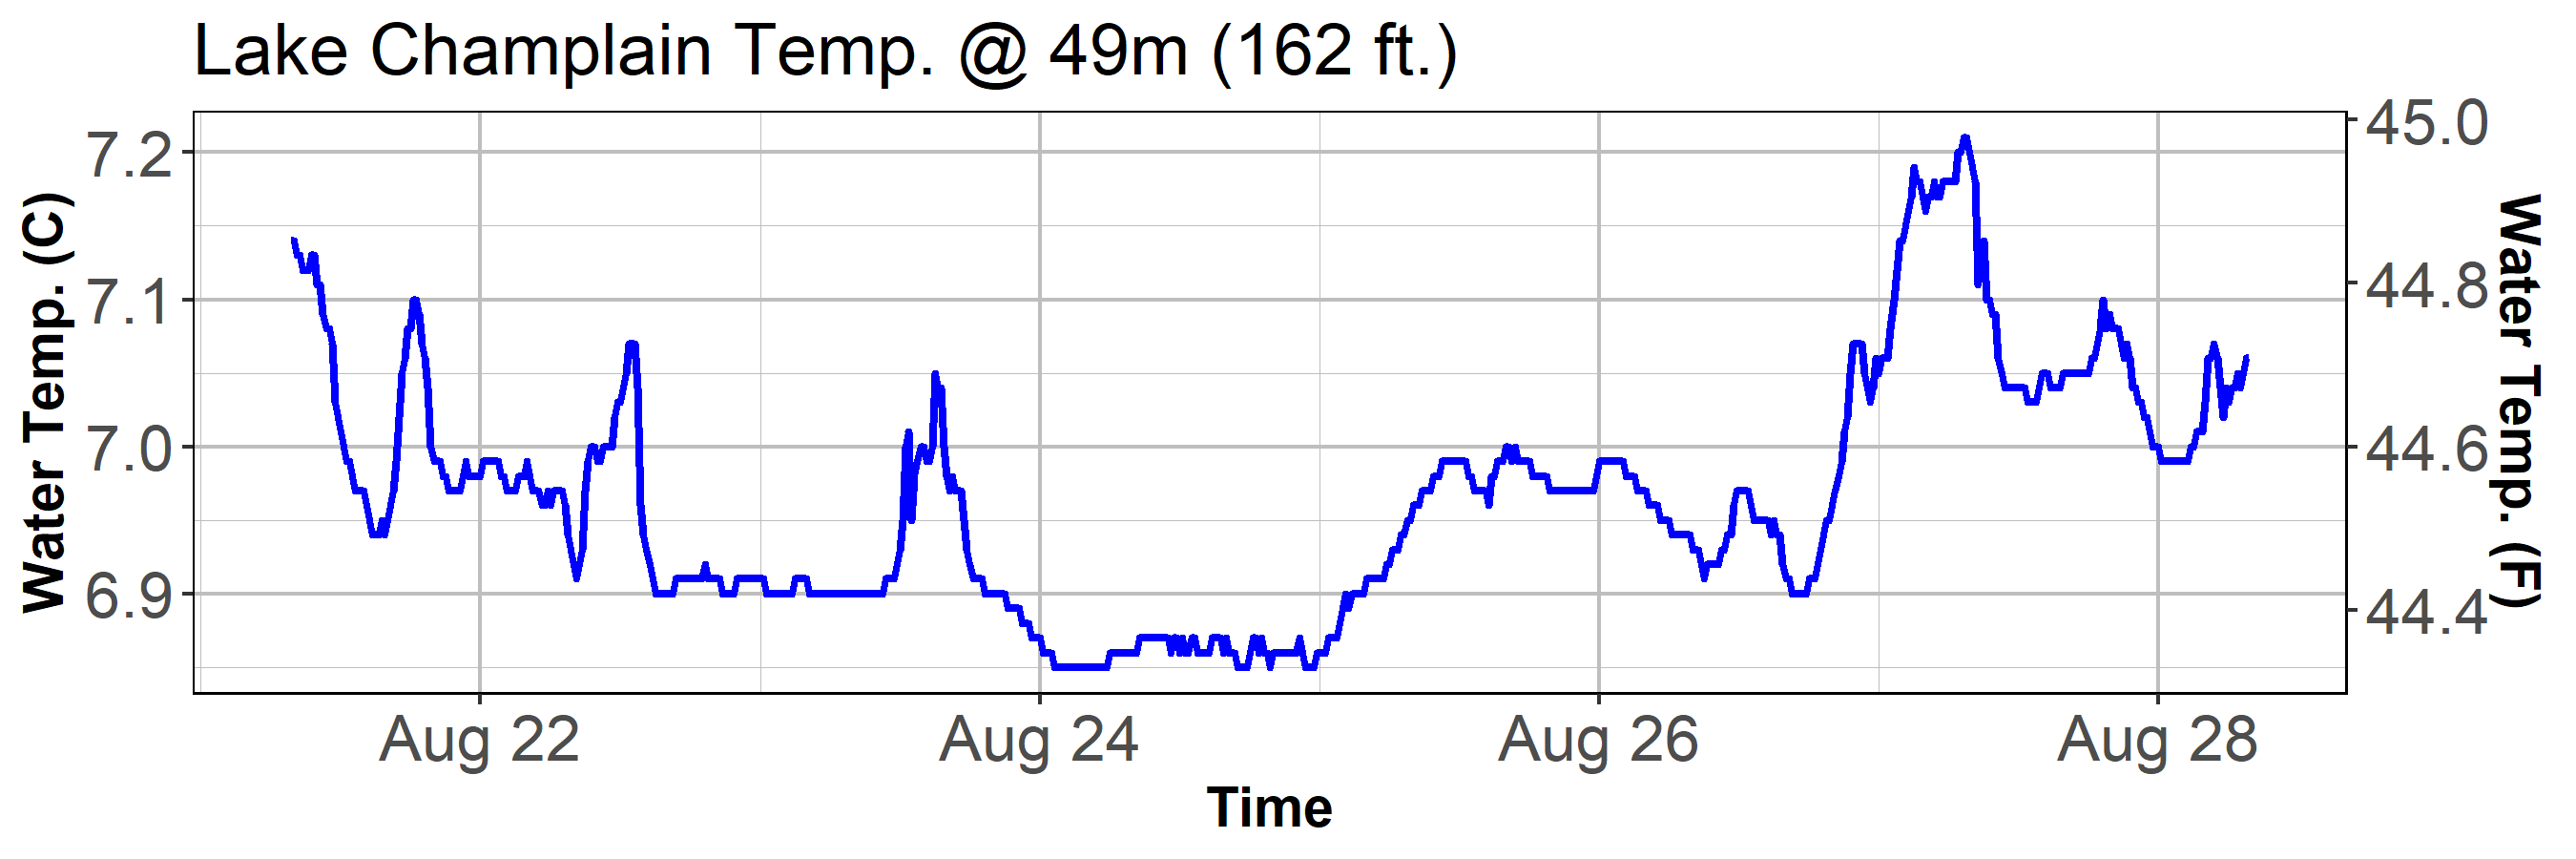 Lake Champlain Temp. @ 49m (162 ft.)
Water Temp. (C)
7.2
7.1
7.0
6.9
45.0
44.8
44.6
44.4
Water Temp. (F)
Aug 22
Aug 24
Aug 26
Aug 28
Time